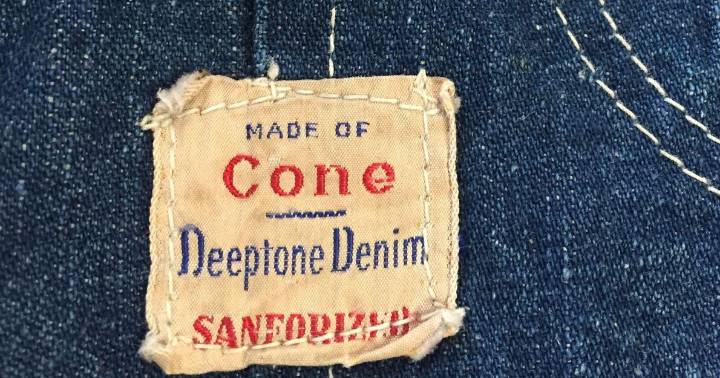 MADE OF
Cone
Deeptone Denim
SANFORIZED